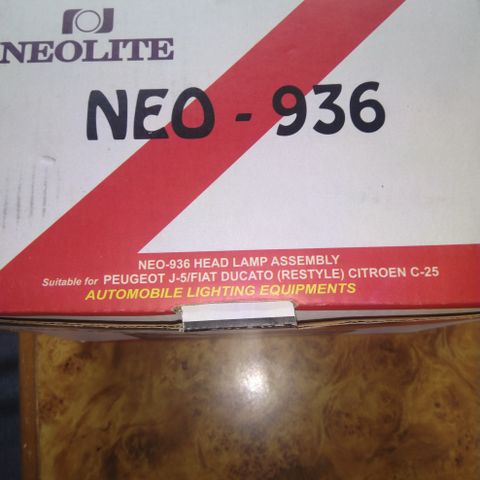 NEOLITE
NEO - 936
NEO-936 HEAD LAMP ASSEMBLY
Suitable for PEUGEOT J-5/FIAT DUCATO (RESTYLE) CITROEN C-25
AUTOMOBILE LIGHTING EQUIPMENTS